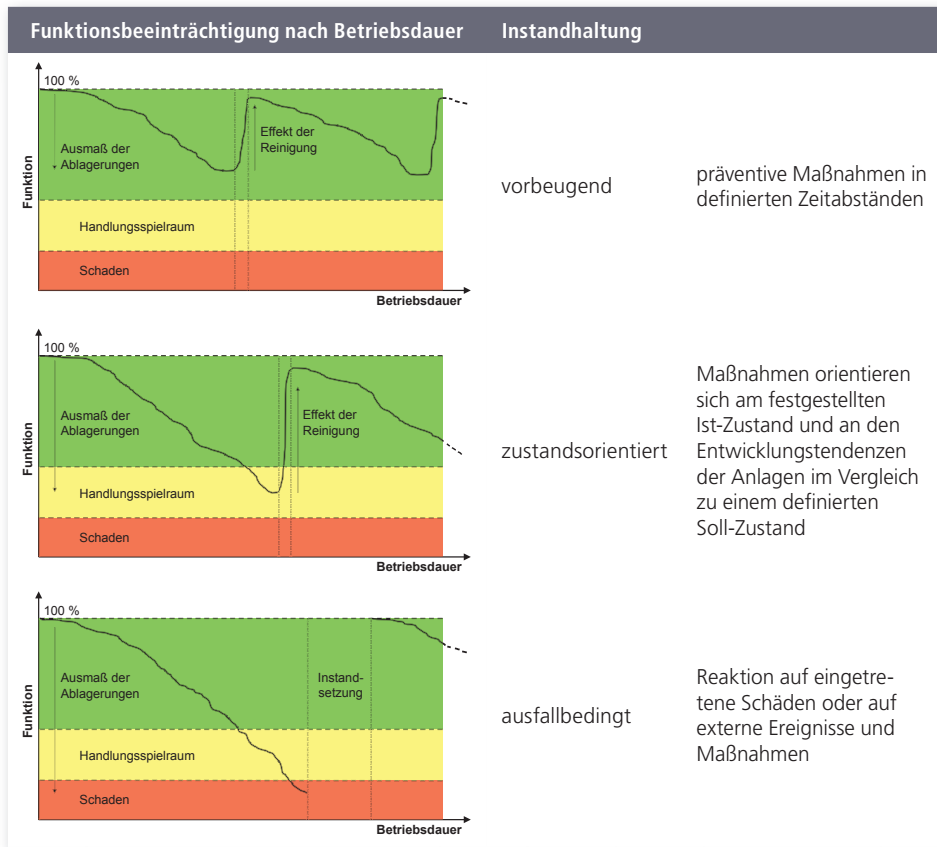 Funktionsbeeinträchtigung nach Betriebsdauer Instandhaltung
100 %
Ausmaß der
Ablagerungen
Effekt der
Reinigung
Handlungsspielraum
Schaden
Funktion
Betriebsdauer
vorbeugend
präventive Maßnahmen in
definierten Zeitabständen
100 %
Ausmaß der
Ablagerungen
Effekt der
Reinigung
Handlungsspielraum
Schaden
Funktion
Betriebsdauer
zustandsorientiert
Maßnahmen orientieren
sich am festgestellten
Ist-Zustand und an den
Entwicklungstendenzen
der Anlagen im Vergleich
zu einem definierten
Soll-Zustand
100 %
Ausmaß der
Ablagerungen
Instand-
setzung
Handlungsspielraum
Schaden
Funktion
Betriebsdauer
ausfallbedingt
Reaktion auf eingetre-
tene Schäden oder auf
externe Ereignisse und
Maßnahmen